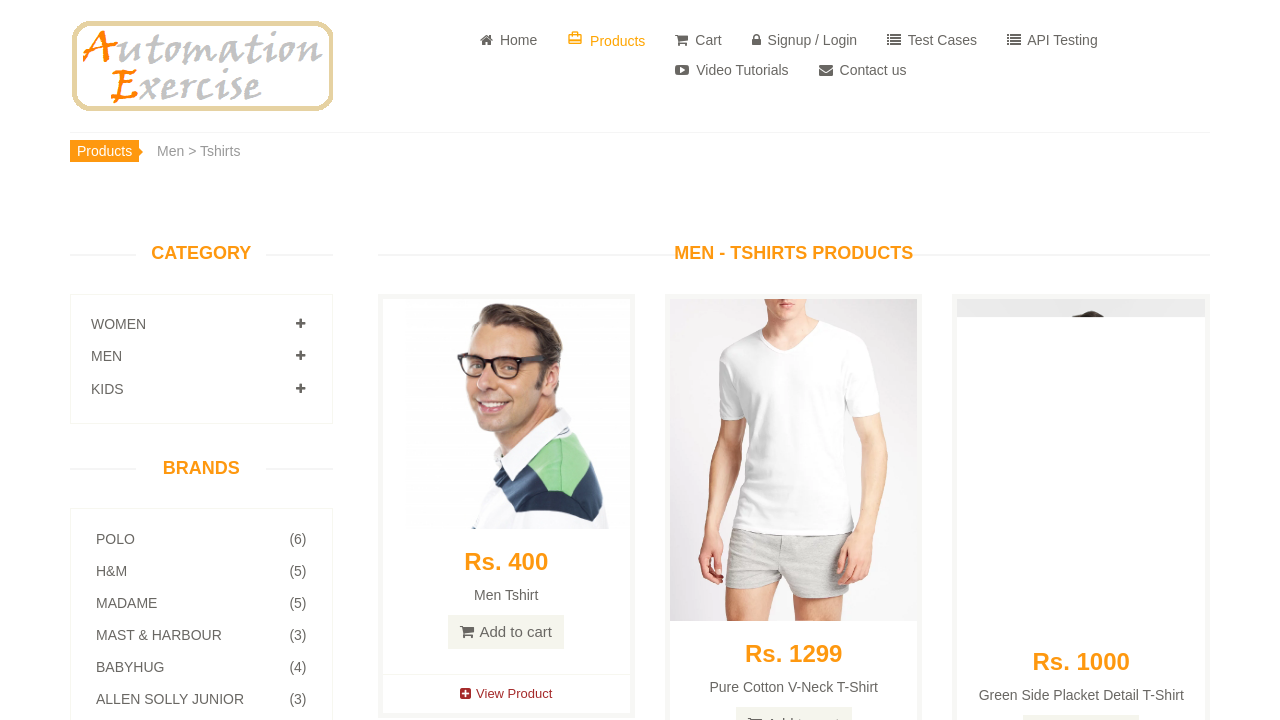 Automation
Exercise
Home
Products
Cart
Signup / Login
Test Cases
API Testing
Video Tutorials
Contact us
Products
Men > Tshirts
CATEGORY
WOMEN
MEN
KIDS
BRANDS
POLO (6)
H&M (5)
MADAME (5)
MAST & HARBOUR (3)
BABYHUG (4)
ALLEN SOLLY JUNIOR (3)
MEN - TSHIRTS PRODUCTS
Rs. 400
Men Tshirt
Add to cart
View Product
Rs. 1299
Pure Cotton V-Neck T-Shirt
Add to cart
Rs. 1000
Green Side Placket Detail T-Shirt